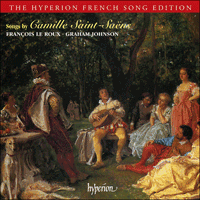 THE HYPERION FRENCH SONG EDITION
Songs by Camille Saint-Saëns
FRANÇOIS LE ROUX · GRAHAM JOHNSON
hyperion